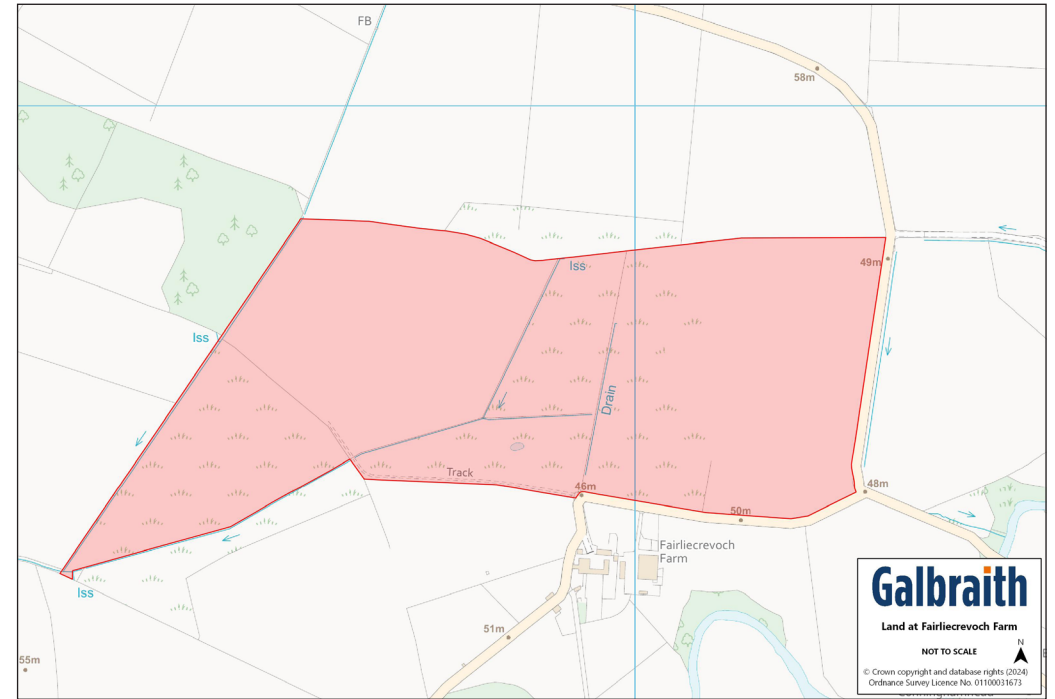 FB
58m
49m
Iss
Iss
Drain
Track
46m
48m
50m
Fairliecrevoch
Farm
Iss
51m
55m
Galbraith
Land at Fairliecrevoch Farm
NOT TO SCALE
N
© Crown copyright and database rights (2024)
Ordnance Survey Licence No. 01100031673